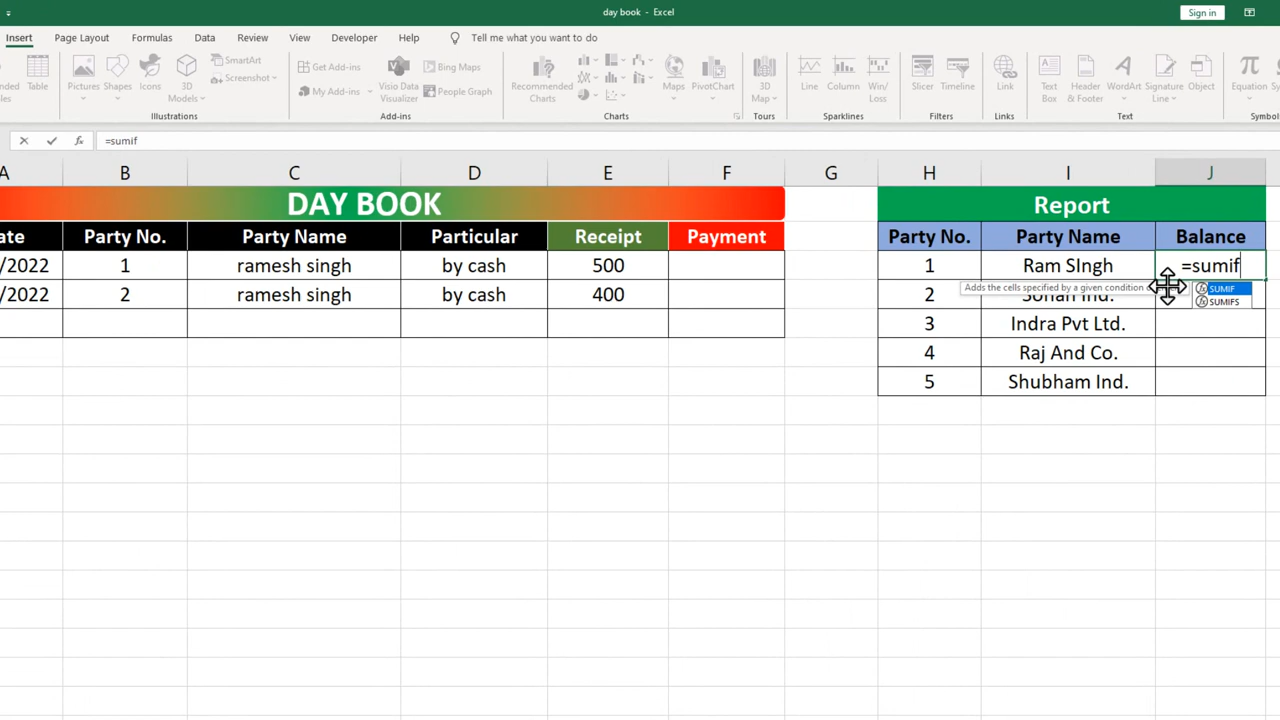 day book - Excel
Sign in
Insert Page Layout Formulas Data Review View Developer Help Tell me what you want to do
Table
Pictures
Shapes
Icons
3D
Models
SmartArt
Screenshot
Get Add-ins
My Add-ins
Visio Data
Visualizer
Bing Maps
People Graph
Recommended
Charts
Maps
PivotChart
3D
Map
Line
Column
Win/
Loss
Slicer
Timeline
Link
Text
Box
Header
& Footer
WordArt
Signature
Line
Object
Equation
Illustrations Add-ins Charts Tours Sparklines Filters Links Text Symbol
=sumif
A B C D E F G H I J
DAY BOOK Report
ate Party No. Party Name Particular Receipt Payment Party No. Party Name Balance
/2022 1 ramesh singh by cash 500 1 Ram SIngh =sumif
/2022 2 ramesh singh by cash 400 2 Sohan Ind.
Adds the cells specified by a given condition
SUMIF
SUMIFS
3 Indra Pvt Ltd.
4 Raj And Co.
5 Shubham Ind.